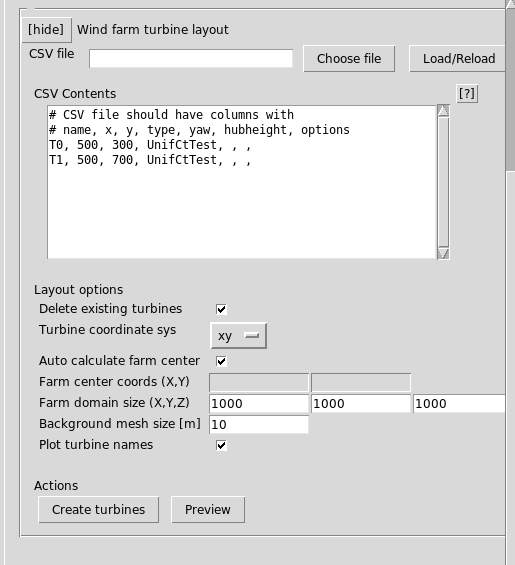 [hide] Wind farm turbine layout
CSV file Choose file Load/Reload
CSV Contents [?]
# CSV file should have columns with
# name, x, y, type, yaw, hubheight, options
T0, 500, 300, UnifCtTest, , ,
T1, 500, 700, UnifCtTest, , ,
Layout options
Delete existing turbines
Turbine coordinate sys xy
Auto calculate farm center
Farm center coords (X,Y)
Farm domain size (X,Y,Z) 1000 1000 1000
Background mesh size [m] 10
Plot turbine names
Actions
Create turbines Preview